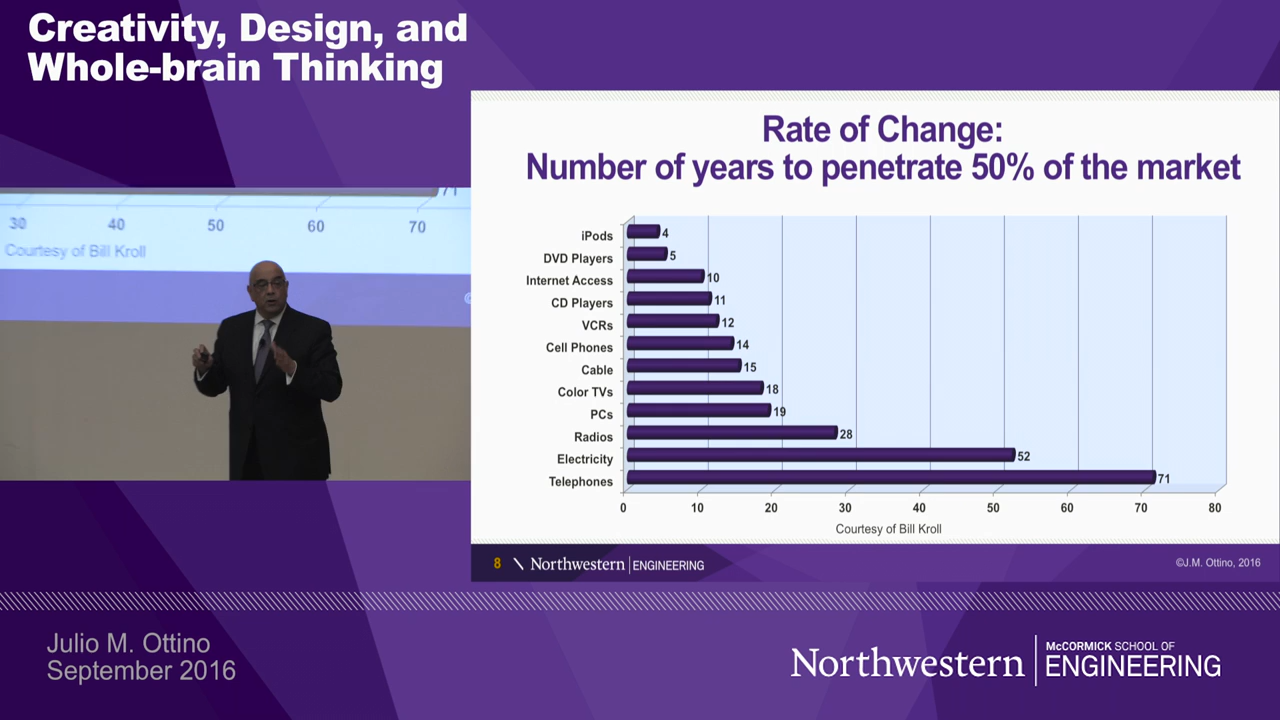 Creativity, Design, and
Whole-brain Thinking
Rate of Change:
Number of years to penetrate 50% of the market
iPods 4
DVD Players 5
Internet Access 10
CD Players 11
VCRs 12
Cell Phones 14
Cable 15
Color TVs 18
PCs 19
Radios 28
Electricity 52
Telephones 71
0 10 20 30 40 50 60 70 80
Courtesy of Bill Kroll
8 Northwestern ENGINEERING
©J.M. Ottino, 2016
71
30 40 50 60 70
Courtesy of Bill Kroll
Julio M. Ottino
September 2016
Northwestern
McCORMICK SCHOOL OF
ENGINEERING